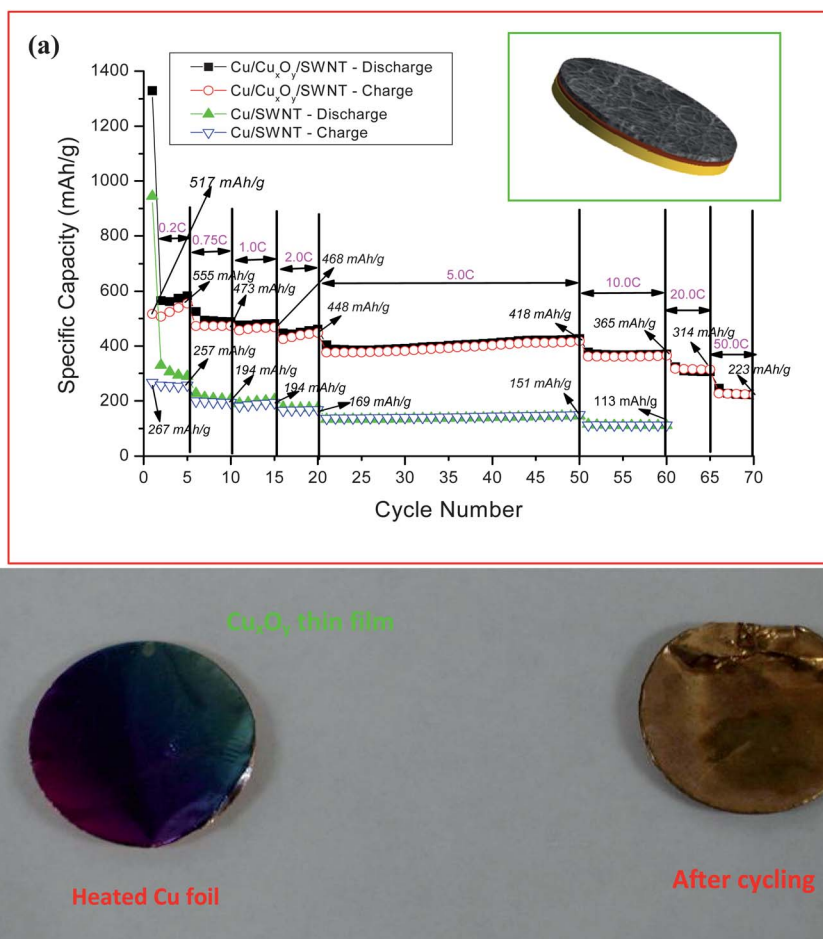 (a)
Cu/CuxOy/SWNT - Discharge
Cu/CuxOy/SWNT - Charge
Cu/SWNT - Discharge
Cu/SWNT - Charge
Specific Capacity (mAh/g)
1400
1200
1000
800
600
400
200
0
517 mAh/g
0.2C
0.75C
1.0C
2.0C
5.0C
10.0C
20.0C
50.0C
555 mAh/g
473 mAh/g
468 mAh/g
448 mAh/g
418 mAh/g
365 mAh/g
314 mAh/g
223 mAh/g
257 mAh/g
194 mAh/g
194 mAh/g
169 mAh/g
151 mAh/g
113 mAh/g
267 mAh/g
0 5 10 15 20 25 30 35 40 45 50 55 60 65 70
Cycle Number
CuxOy thin film
Heated Cu foil
After cycling